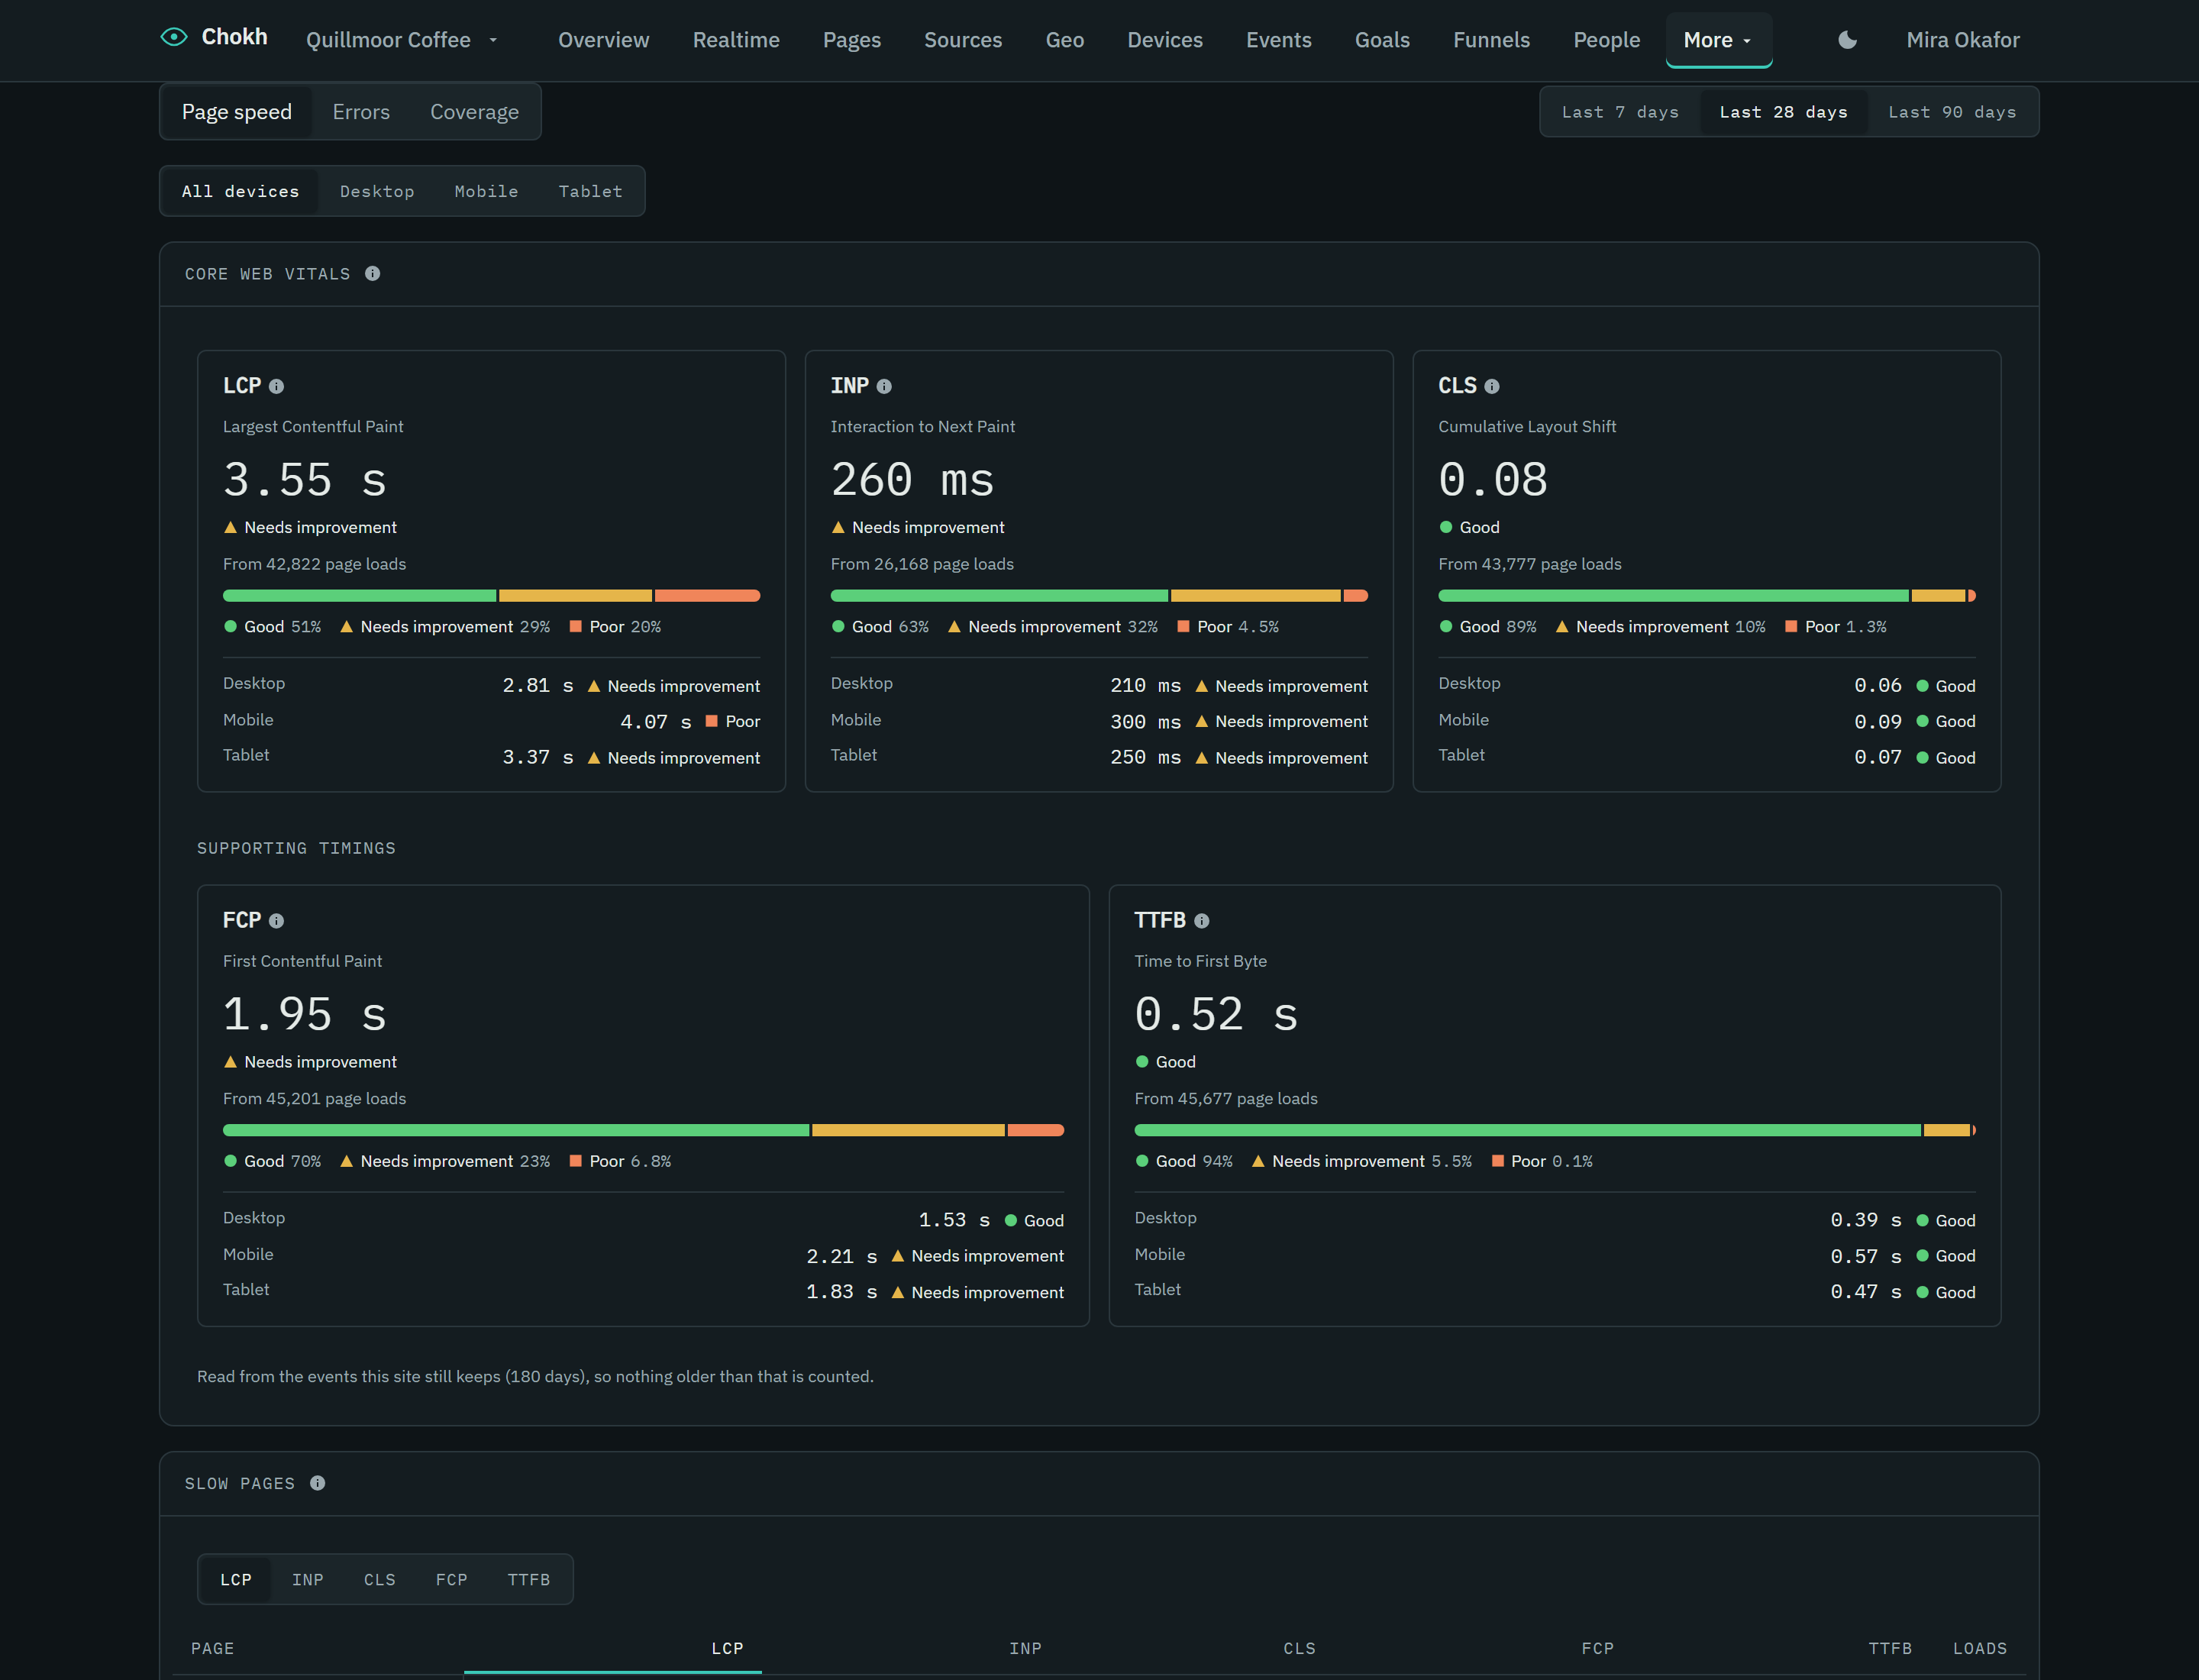 Chokh Quillmoor Coffee Overview Realtime Pages Sources Geo Devices Events Goals Funnels People More Mira Okafor
Page speed Errors Coverage Last 7 days Last 28 days Last 90 days
All devices Desktop Mobile Tablet
CORE WEB VITALS
LCP
Largest Contentful Paint
3.55 s
Needs improvement
From 42,822 page loads
Good 51% Needs improvement 29% Poor 20%
Desktop 2.81 s Needs improvement
Mobile 4.07 s Poor
Tablet 3.37 s Needs improvement
INP
Interaction to Next Paint
260 ms
Needs improvement
From 26,168 page loads
Good 63% Needs improvement 32% Poor 4.5%
Desktop 210 ms Needs improvement
Mobile 300 ms Needs improvement
Tablet 250 ms Needs improvement
CLS
Cumulative Layout Shift
0.08
Good
From 43,777 page loads
Good 89% Needs improvement 10% Poor 1.3%
Desktop 0.06 Good
Mobile 0.09 Good
Tablet 0.07 Good
SUPPORTING TIMINGS
FCP
First Contentful Paint
1.95 s
Needs improvement
From 45,201 page loads
Good 70% Needs improvement 23% Poor 6.8%
Desktop 1.53 s Good
Mobile 2.21 s Needs improvement
Tablet 1.83 s Needs improvement
TTFB
Time to First Byte
0.52 s
Good
From 45,677 page loads
Good 94% Needs improvement 5.5% Poor 0.1%
Desktop 0.39 s Good
Mobile 0.57 s Good
Tablet 0.47 s Good
Read from the events this site still keeps (180 days), so nothing older than that is counted.
SLOW PAGES
LCP INP CLS FCP TTFB
PAGE LCP INP CLS FCP TTFB LOADS